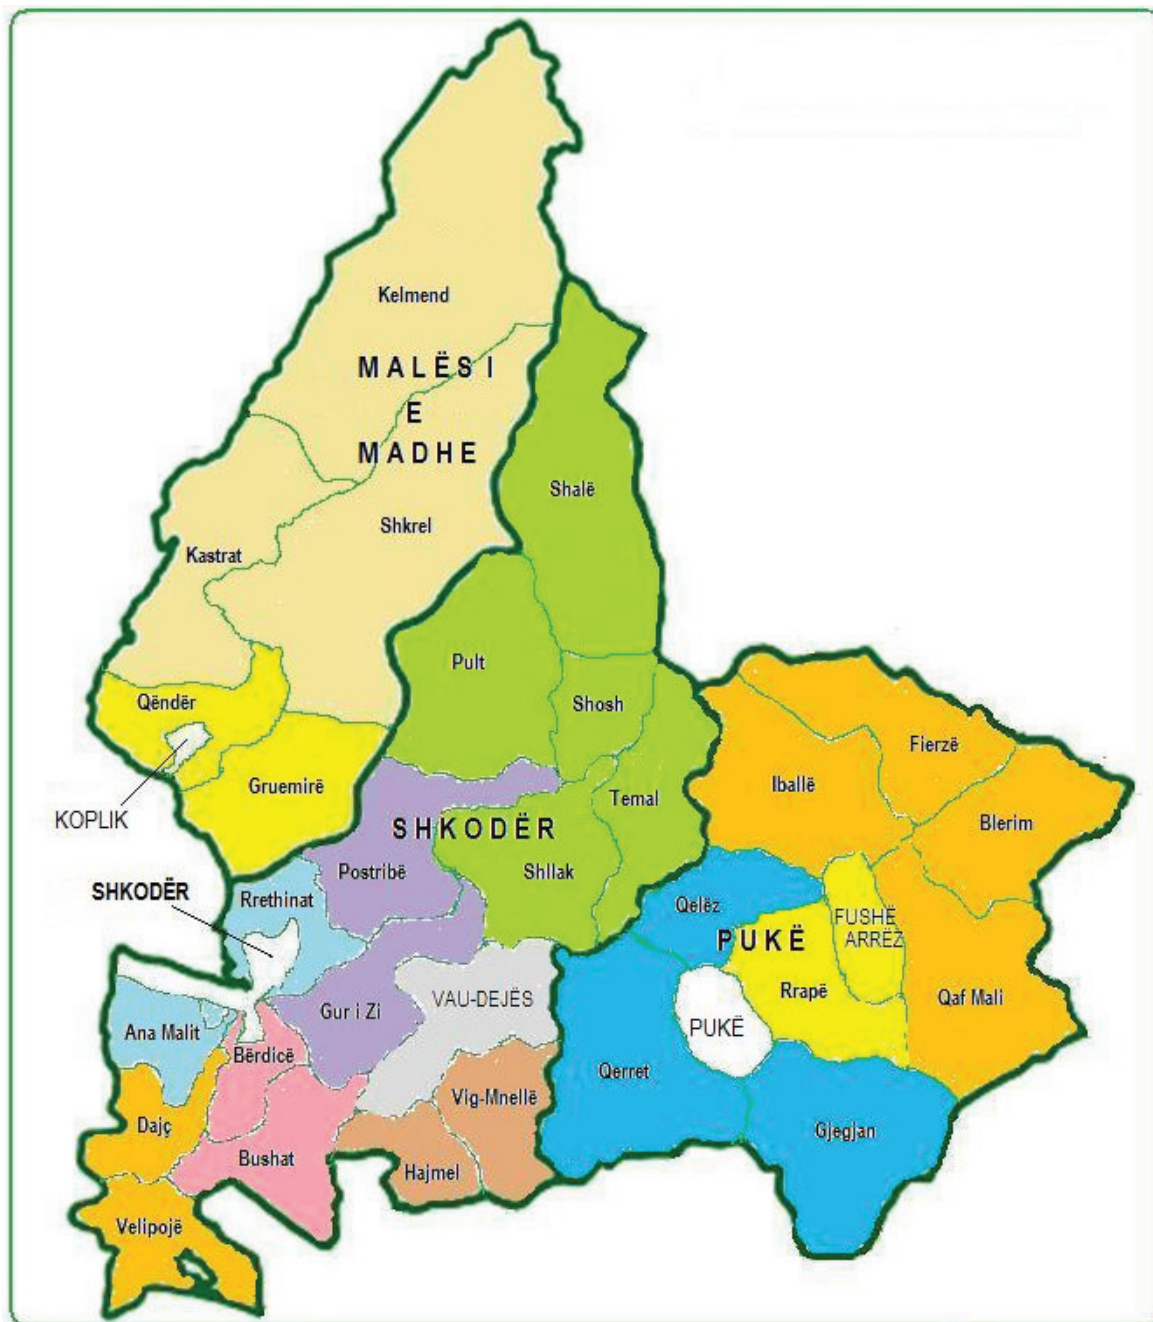 Kelmend
MALËSI
E
MADHE
Shkrel
Kastrat
Shalë
Pult
Qëndër
Shosh
Fierzë
Iballë
Gruemirë
Temal
KOPLIK
Blerim
SHKODËR
Postribë
Shllak
SHKODËR
Rrethinat
Qelëz
FUSHË
ARRËZ
PUKË
Rrapë
Qaf Mali
VAU-DEJËS
Gur i Zi
PUKË
Ana Malit
Bërdicë
Qerret
Vig-Mnellë
Dajç
Gjegjan
Bushat
Hajmel
Velipojë